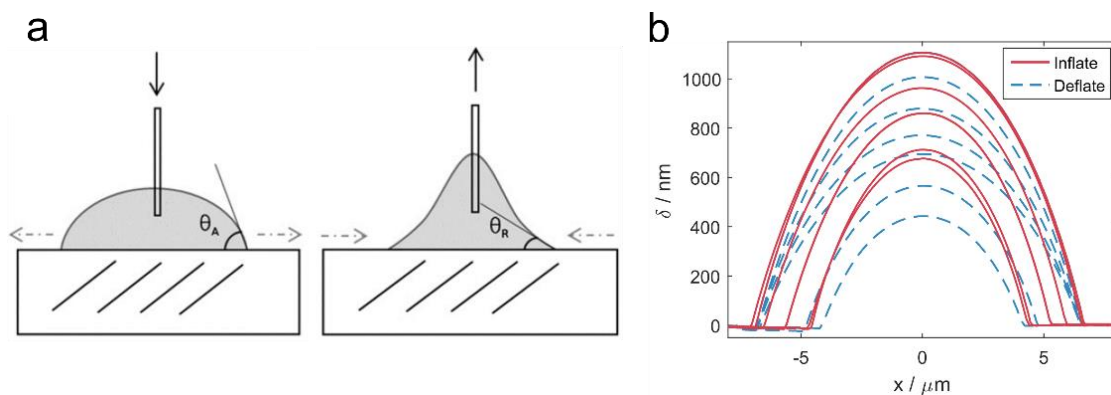 a
θA
θR
b
Inflate
Deflate
δ / nm
1000
800
600
400
200
0
-5
0
5
x / μm